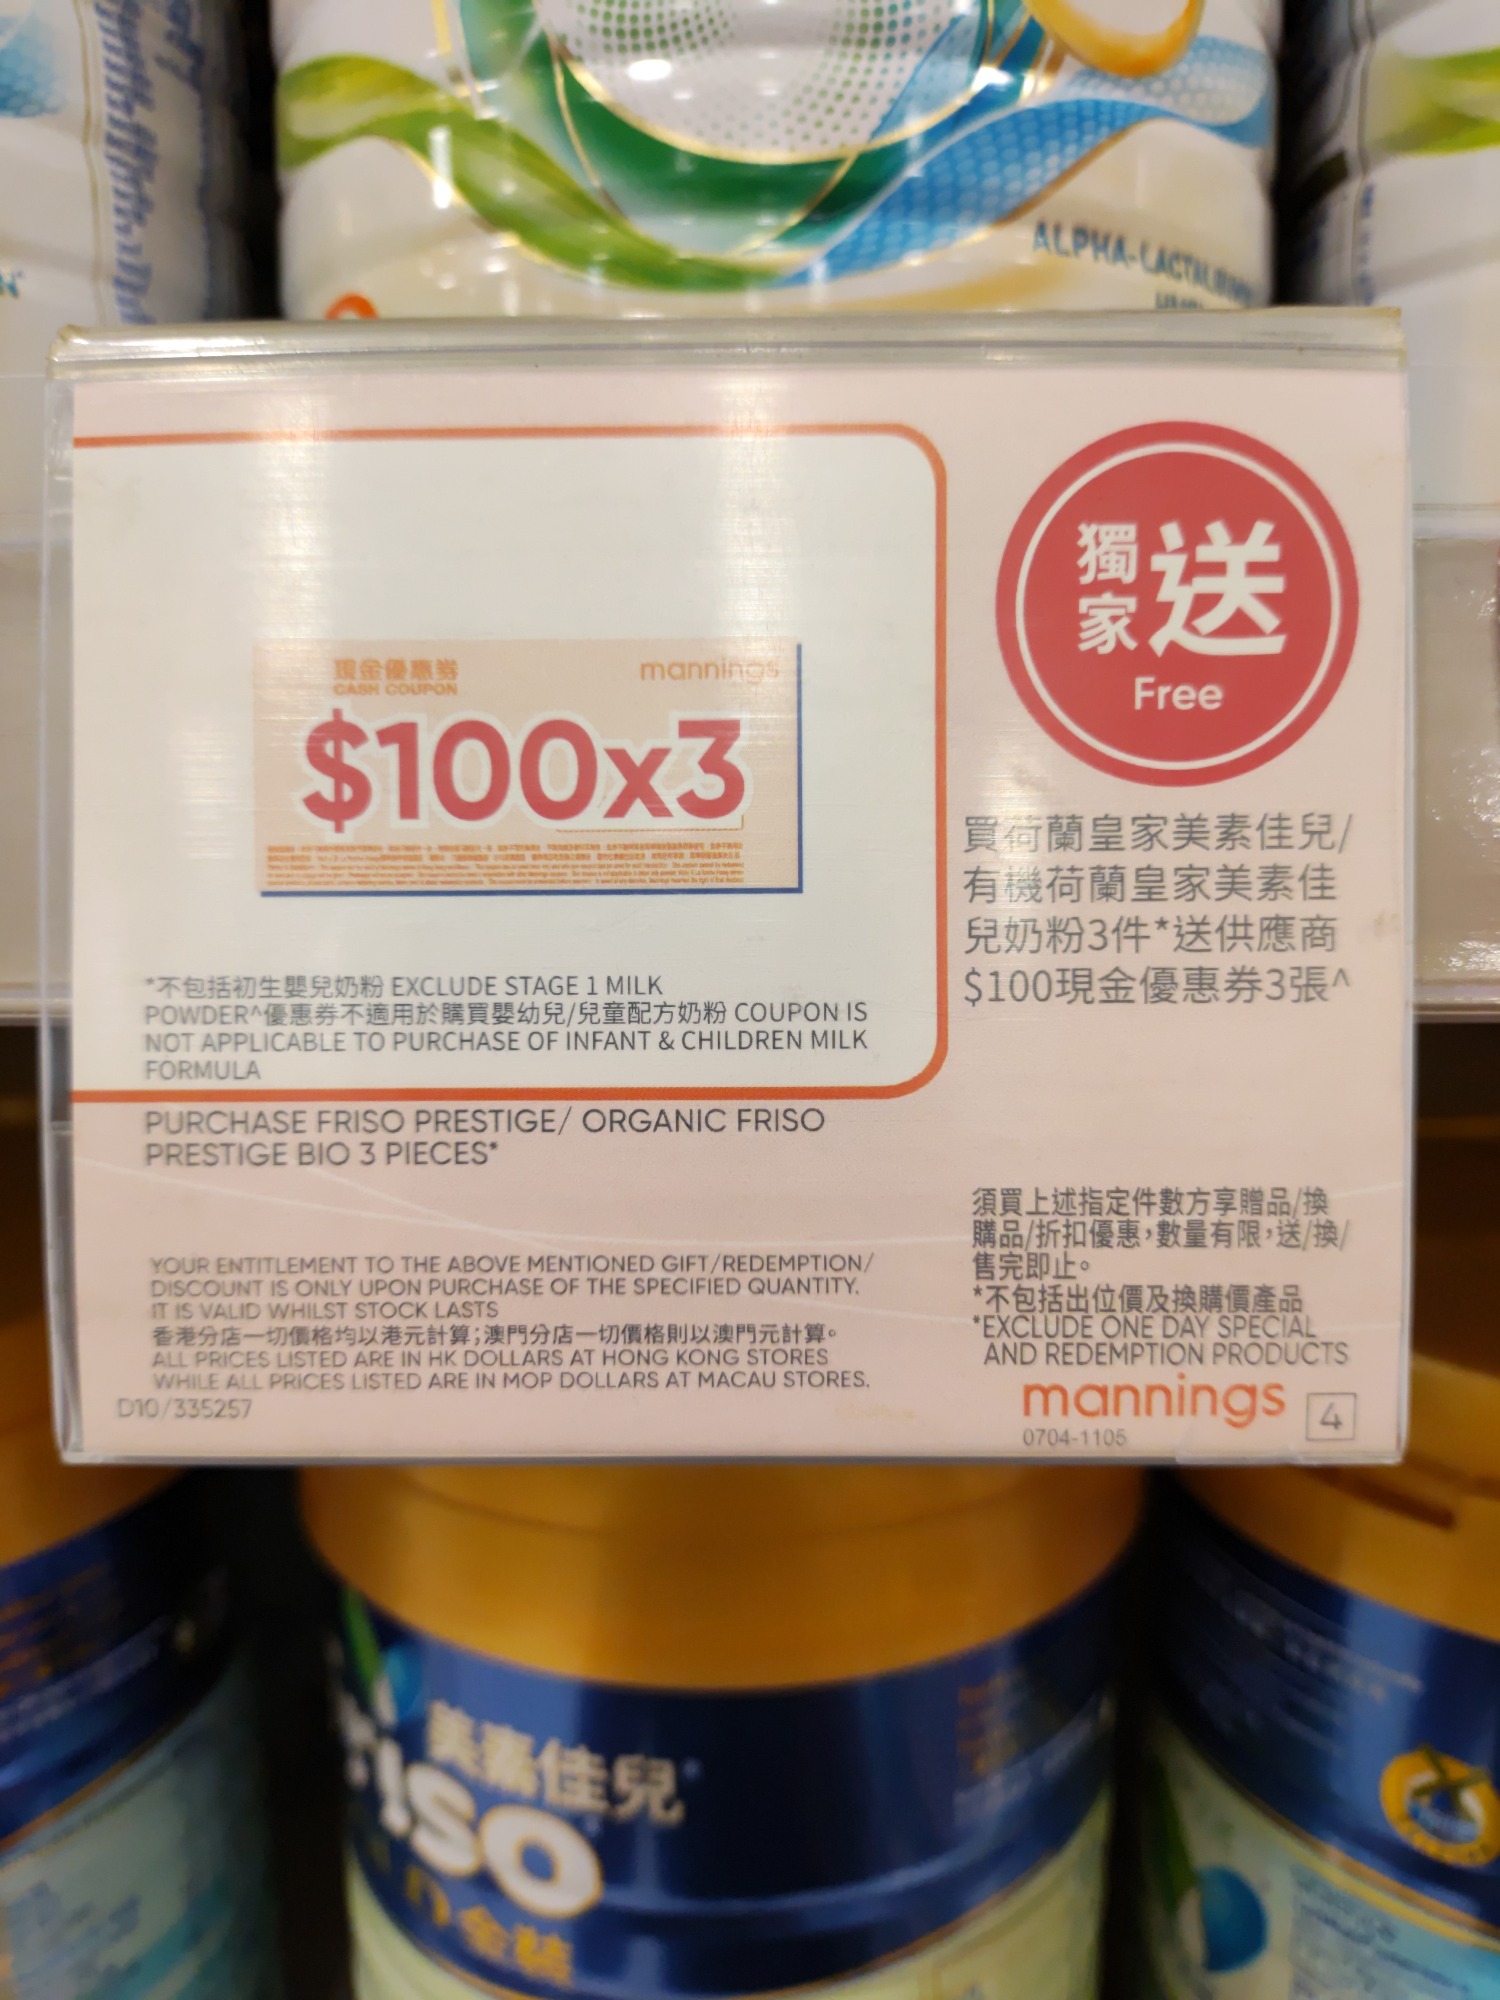 ALPHA-LACTALBUMIN
現金優惠券
CASH COUPON
mannings
$100x3
獨家
送
Free
買荷蘭皇家美素佳兒/
有機荷蘭皇家美素佳
兒奶粉3件*送供應商
$100現金優惠券3張^
*不包括初生嬰兒奶粉 EXCLUDE STAGE 1 MILK
POWDER^優惠券不適用於購買嬰幼兒/兒童配方奶粉 COUPON IS
NOT APPLICABLE TO PURCHASE OF INFANT & CHILDREN MILK
FORMULA
PURCHASE FRISO PRESTIGE/ ORGANIC FRISO
PRESTIGE BIO 3 PIECES*
YOUR ENTITLEMENT TO THE ABOVE MENTIONED GIFT/REDEMPTION/
DISCOUNT IS ONLY UPON PURCHASE OF THE SPECIFIED QUANTITY.
IT IS VALID WHILST STOCK LASTS
香港分店一切價格均以港元計算;澳門分店一切價格則以澳門元計算。
ALL PRICES LISTED ARE IN HK DOLLARS AT HONG KONG STORES
WHILE ALL PRICES LISTED ARE IN MOP DOLLARS AT MACAU STORES.
D10/335257
須買上述指定件數方享贈品/換
購品/折扣優惠,數量有限,送/換/
售完即止。
*不包括出位價及換購價產品
*EXCLUDE ONE DAY SPECIAL
AND REDEMPTION PRODUCTS
mannings
4
0704-1105
美素佳兒
金裝